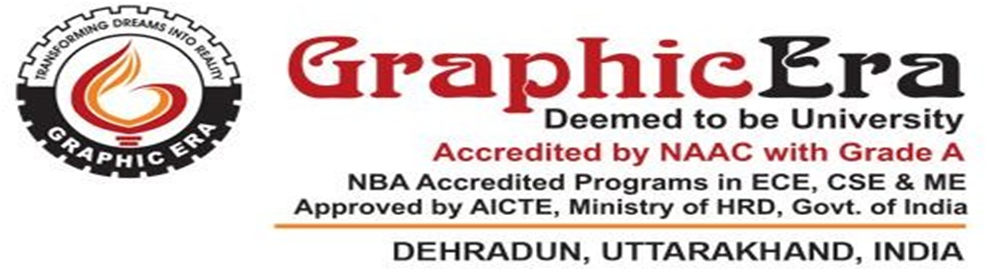 TRANSFORMING DREAMS INTO REALITY
GRAPHIC ERA
GraphicEra
Deemed to be University
Accredited by NAAC with Grade A
NBA Accredited Programs in ECE, CSE & ME
Approved by AICTE, Ministry of HRD, Govt. of India
DEHRADUN, UTTARAKHAND, INDIA